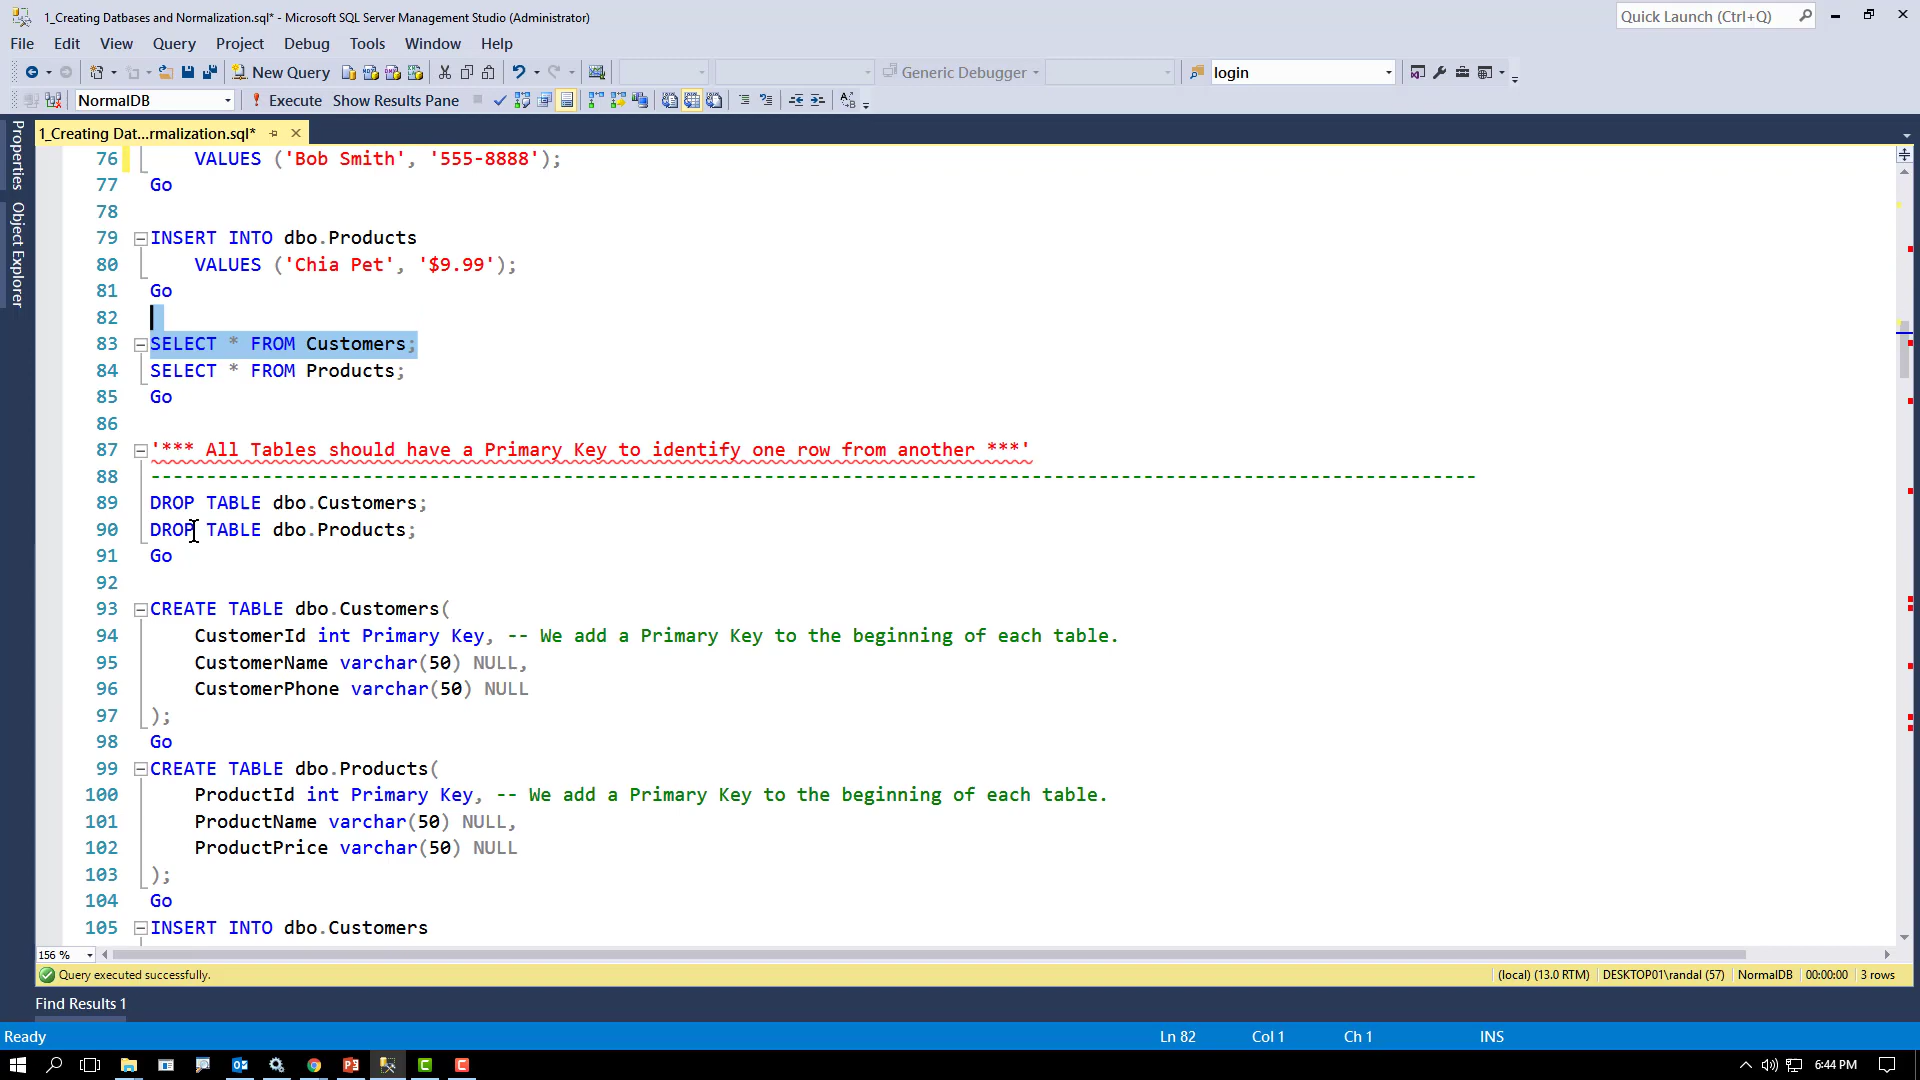 1_Creating Datbases and Normalization.sql* - Microsoft SQL Server Management Studio (Administrator)
Quick Launch (Ctrl+Q)
File Edit View Query Project Debug Tools Window Help
New Query
Generic Debugger
login
NormalDB
Execute Show Results Pane
1_Creating Dat...rmalization.sql*
Properties
Object Explorer
76 VALUES ('Bob Smith', '555-8888');
77 Go
78
79 INSERT INTO dbo.Products
80 VALUES ('Chia Pet', '$9.99');
81 Go
82
83 SELECT * FROM Customers;
84 SELECT * FROM Products;
85 Go
86
87 '*** All Tables should have a Primary Key to identify one row from another ***'
88 -----------------------------------------------------------------------------------------------------------------------
89 DROP TABLE dbo.Customers;
90 DROP TABLE dbo.Products;
91 Go
92
93 CREATE TABLE dbo.Customers(
94 CustomerId int Primary Key, -- We add a Primary Key to the beginning of each table.
95 CustomerName varchar(50) NULL,
96 CustomerPhone varchar(50) NULL
97 );
98 Go
99 CREATE TABLE dbo.Products(
100 ProductId int Primary Key, -- We add a Primary Key to the beginning of each table.
101 ProductName varchar(50) NULL,
102 ProductPrice varchar(50) NULL
103 );
104 Go
105 INSERT INTO dbo.Customers
156 %
Query executed successfully.
(local) (13.0 RTM) DESKTOP01\randal (57) NormalDB 00:00:00 3 rows
Find Results 1
Ready
Ln 82 Col 1 Ch 1 INS
6:44 PM